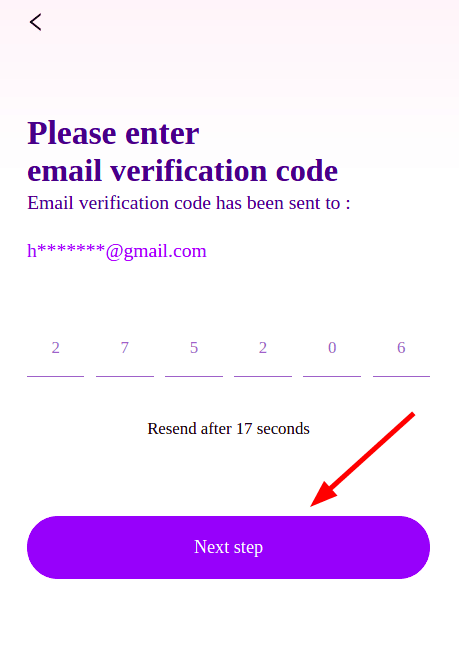 Please enter
email verification code
Email verification code has been sent to :
h*******@gmail.com
2 7 5 2 0 6
Resend after 17 seconds
Next step